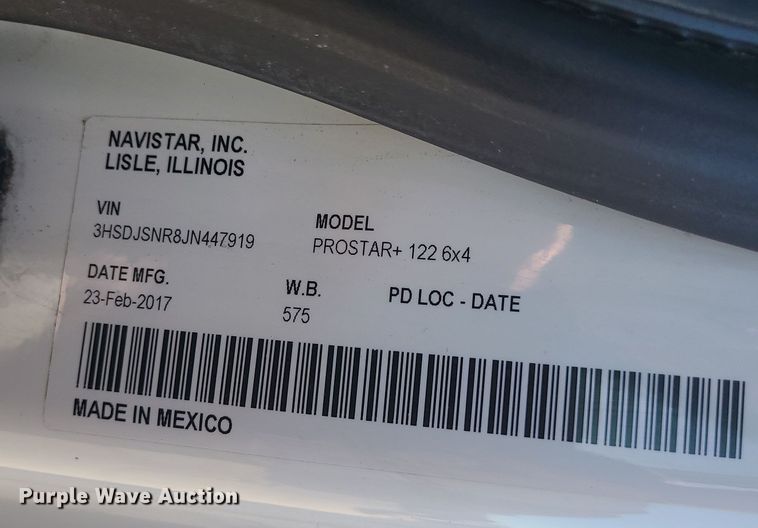 NAVISTAR, INC.
LISLE, ILLINOIS
VIN
3HSDJSNR8JN447919
MODEL
PROSTAR+ 122 6x4
DATE MFG.
23-Feb-2017
W.B.
575
PD LOC - DATE
MADE IN MEXICO
Purple Wave Auction